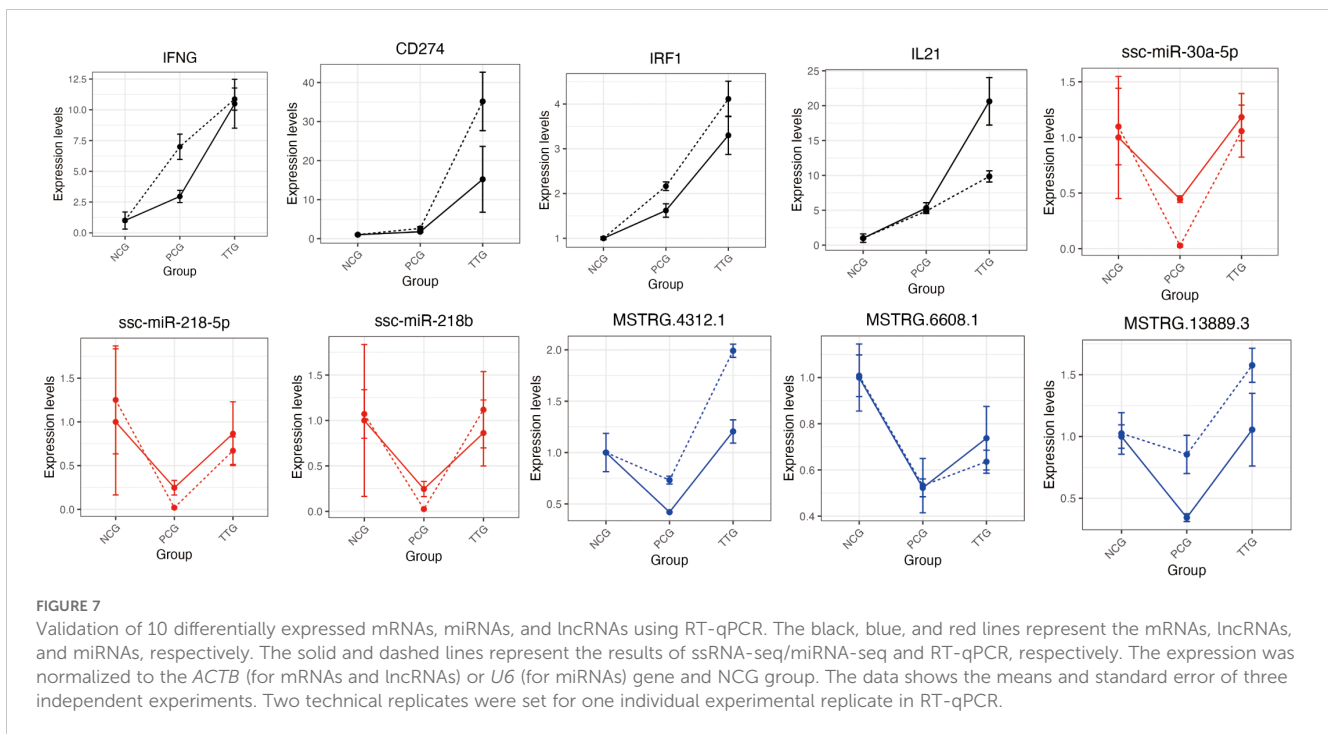 IFNG
Expression levels
12.5
10.0
7.5
5.0
2.5
0.0
NCG
PCG
TTG
Group
CD274
Expression levels
40
30
20
10
0
NCG
PCG
TTG
Group
IRF1
Expression levels
4
3
2
1
NCG
PCG
TTG
Group
IL21
Expression levels
25
20
15
10
5
0
NCG
PCG
TTG
Group
ssc-miR-30a-5p
Expression levels
1.5
1.0
0.5
0.0
NCG
PCG
TTG
Group
ssc-miR-218-5p
Expression levels
1.5
1.0
0.5
0.0
NCG
PCG
TTG
Group
ssc-miR-218b
Expression levels
1.5
1.0
0.5
0.0
NCG
PCG
TTG
Group
MSTRG.4312.1
Expression levels
2.0
1.5
1.0
0.5
NCG
PCG
TTG
Group
MSTRG.6608.1
Expression levels
1.0
0.8
0.6
0.4
NCG
PCG
TTG
Group
MSTRG.13889.3
Expression levels
1.5
1.0
0.5
NCG
PCG
TTG
Group
FIGURE 7
Validation of 10 differentially expressed mRNAs, miRNAs, and lncRNAs using RT-qPCR. The black, blue, and red lines represent the mRNAs, lncRNAs,
and miRNAs, respectively. The solid and dashed lines represent the results of ssRNA-seq/miRNA-seq and RT-qPCR, respectively. The expression was
normalized to the ACTB (for mRNAs and lncRNAs) or U6 (for miRNAs) gene and NCG group. The data shows the means and standard error of three
independent experiments. Two technical replicates were set for one individual experimental replicate in RT-qPCR.